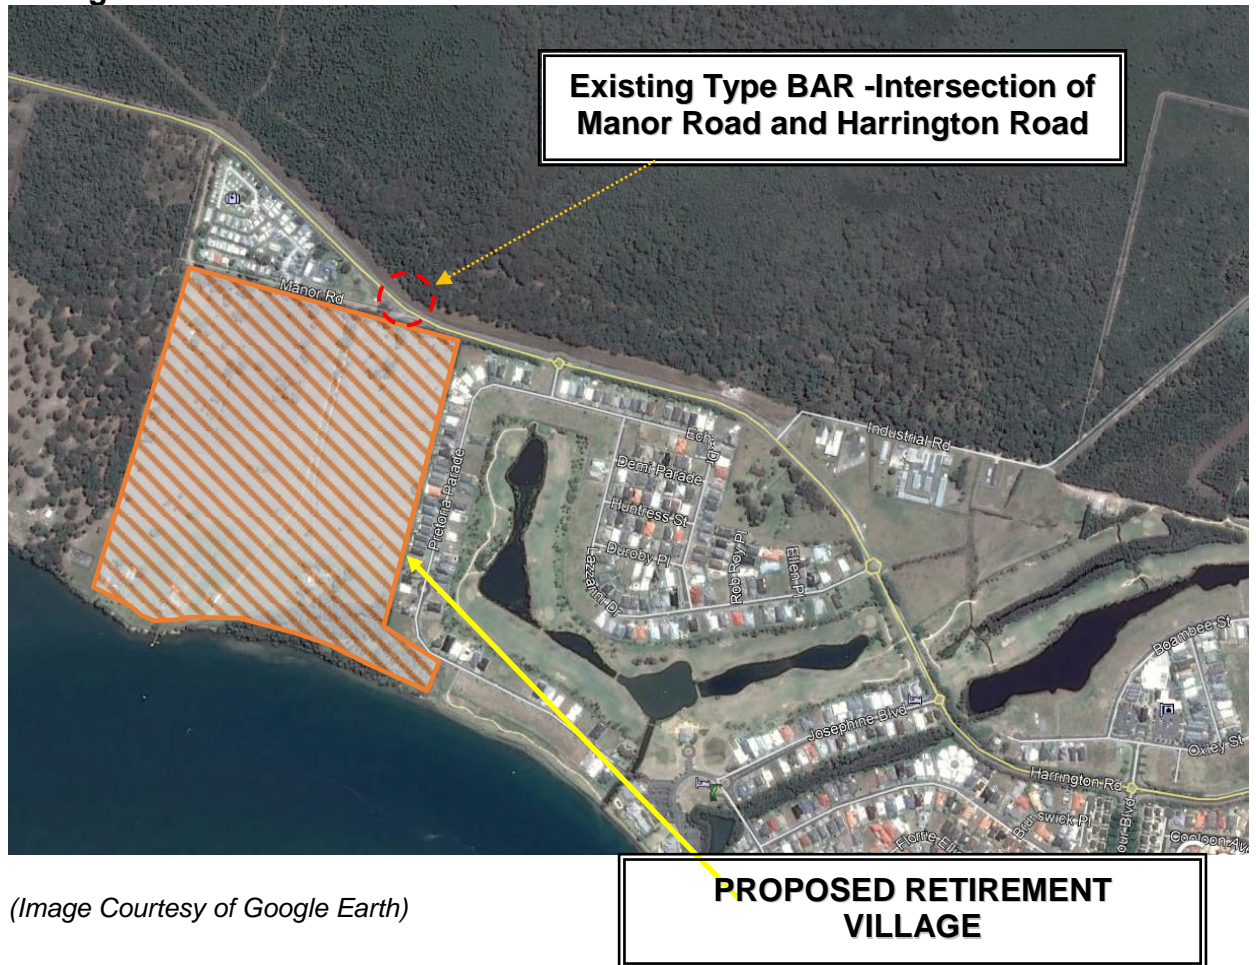 Existing Type BAR -Intersection of
Manor Road and Harrington Road
Manor Rd
Industrial Rd
Pretoria Parade
Demi Parade
Huntress St
Duroby Pl
Lazzarini Dr
Rob Roy Pl
Ellen Pl
Boambee St
Josephine Blvd
Oxley St
Harrington Rd
Brunswick Pl
(Image Courtesy of Google Earth)
PROPOSED RETIREMENT
VILLAGE